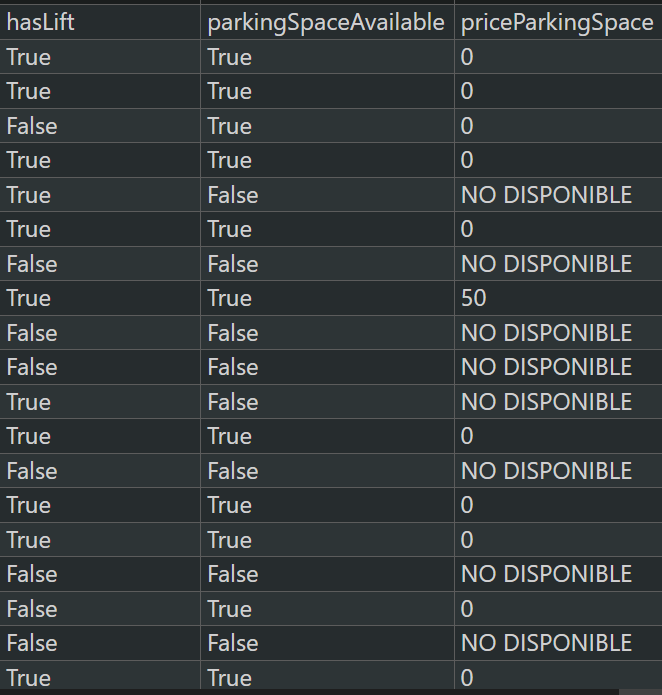 hasLift parkingSpaceAvailable priceParkingSpace
True True 0
True True 0
False True 0
True True 0
True False NO DISPONIBLE
True True 0
False False NO DISPONIBLE
True True 50
False False NO DISPONIBLE
False False NO DISPONIBLE
True False NO DISPONIBLE
True True 0
False False NO DISPONIBLE
True True 0
True True 0
False False NO DISPONIBLE
False True 0
False False NO DISPONIBLE
True True 0